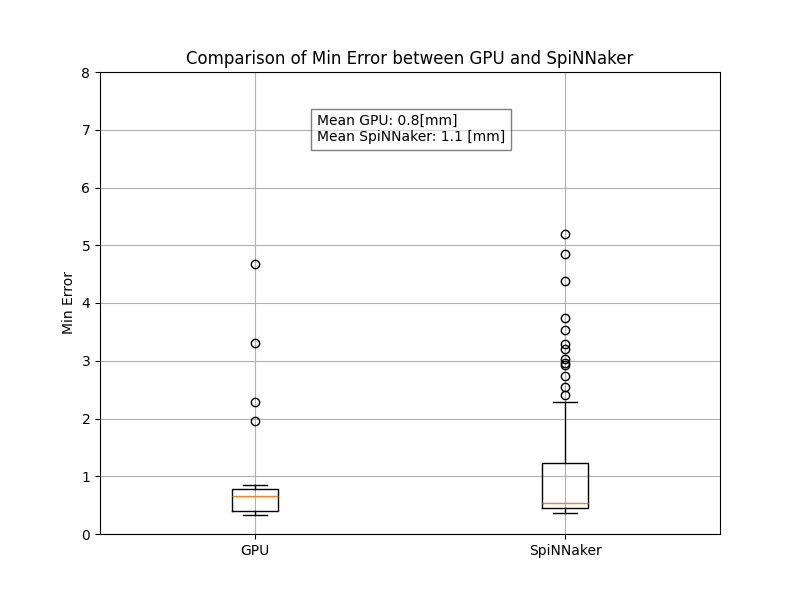 Comparison of Min Error between GPU and SpiNNaker
8
Mean GPU: 0.8[mm]
Mean SpiNNaker: 1.1 [mm]
7
6
5
4
3
2
1
0
Min Error
GPU
SpiNNaker